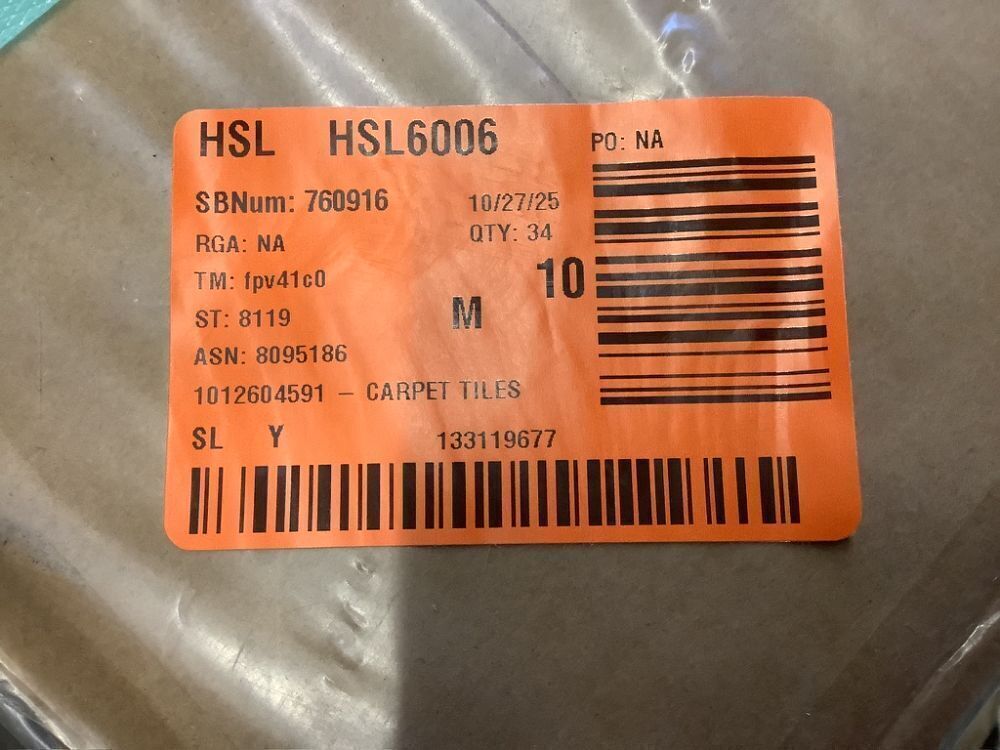 HSL HSL6006 PO: NA
SBNum: 760916 10/27/25
RGA: NA QTY: 34
TM: fpv41c0 10
ST: 8119 M
ASN: 8095186
1012604591 – CARPET TILES
SL Y 133119677